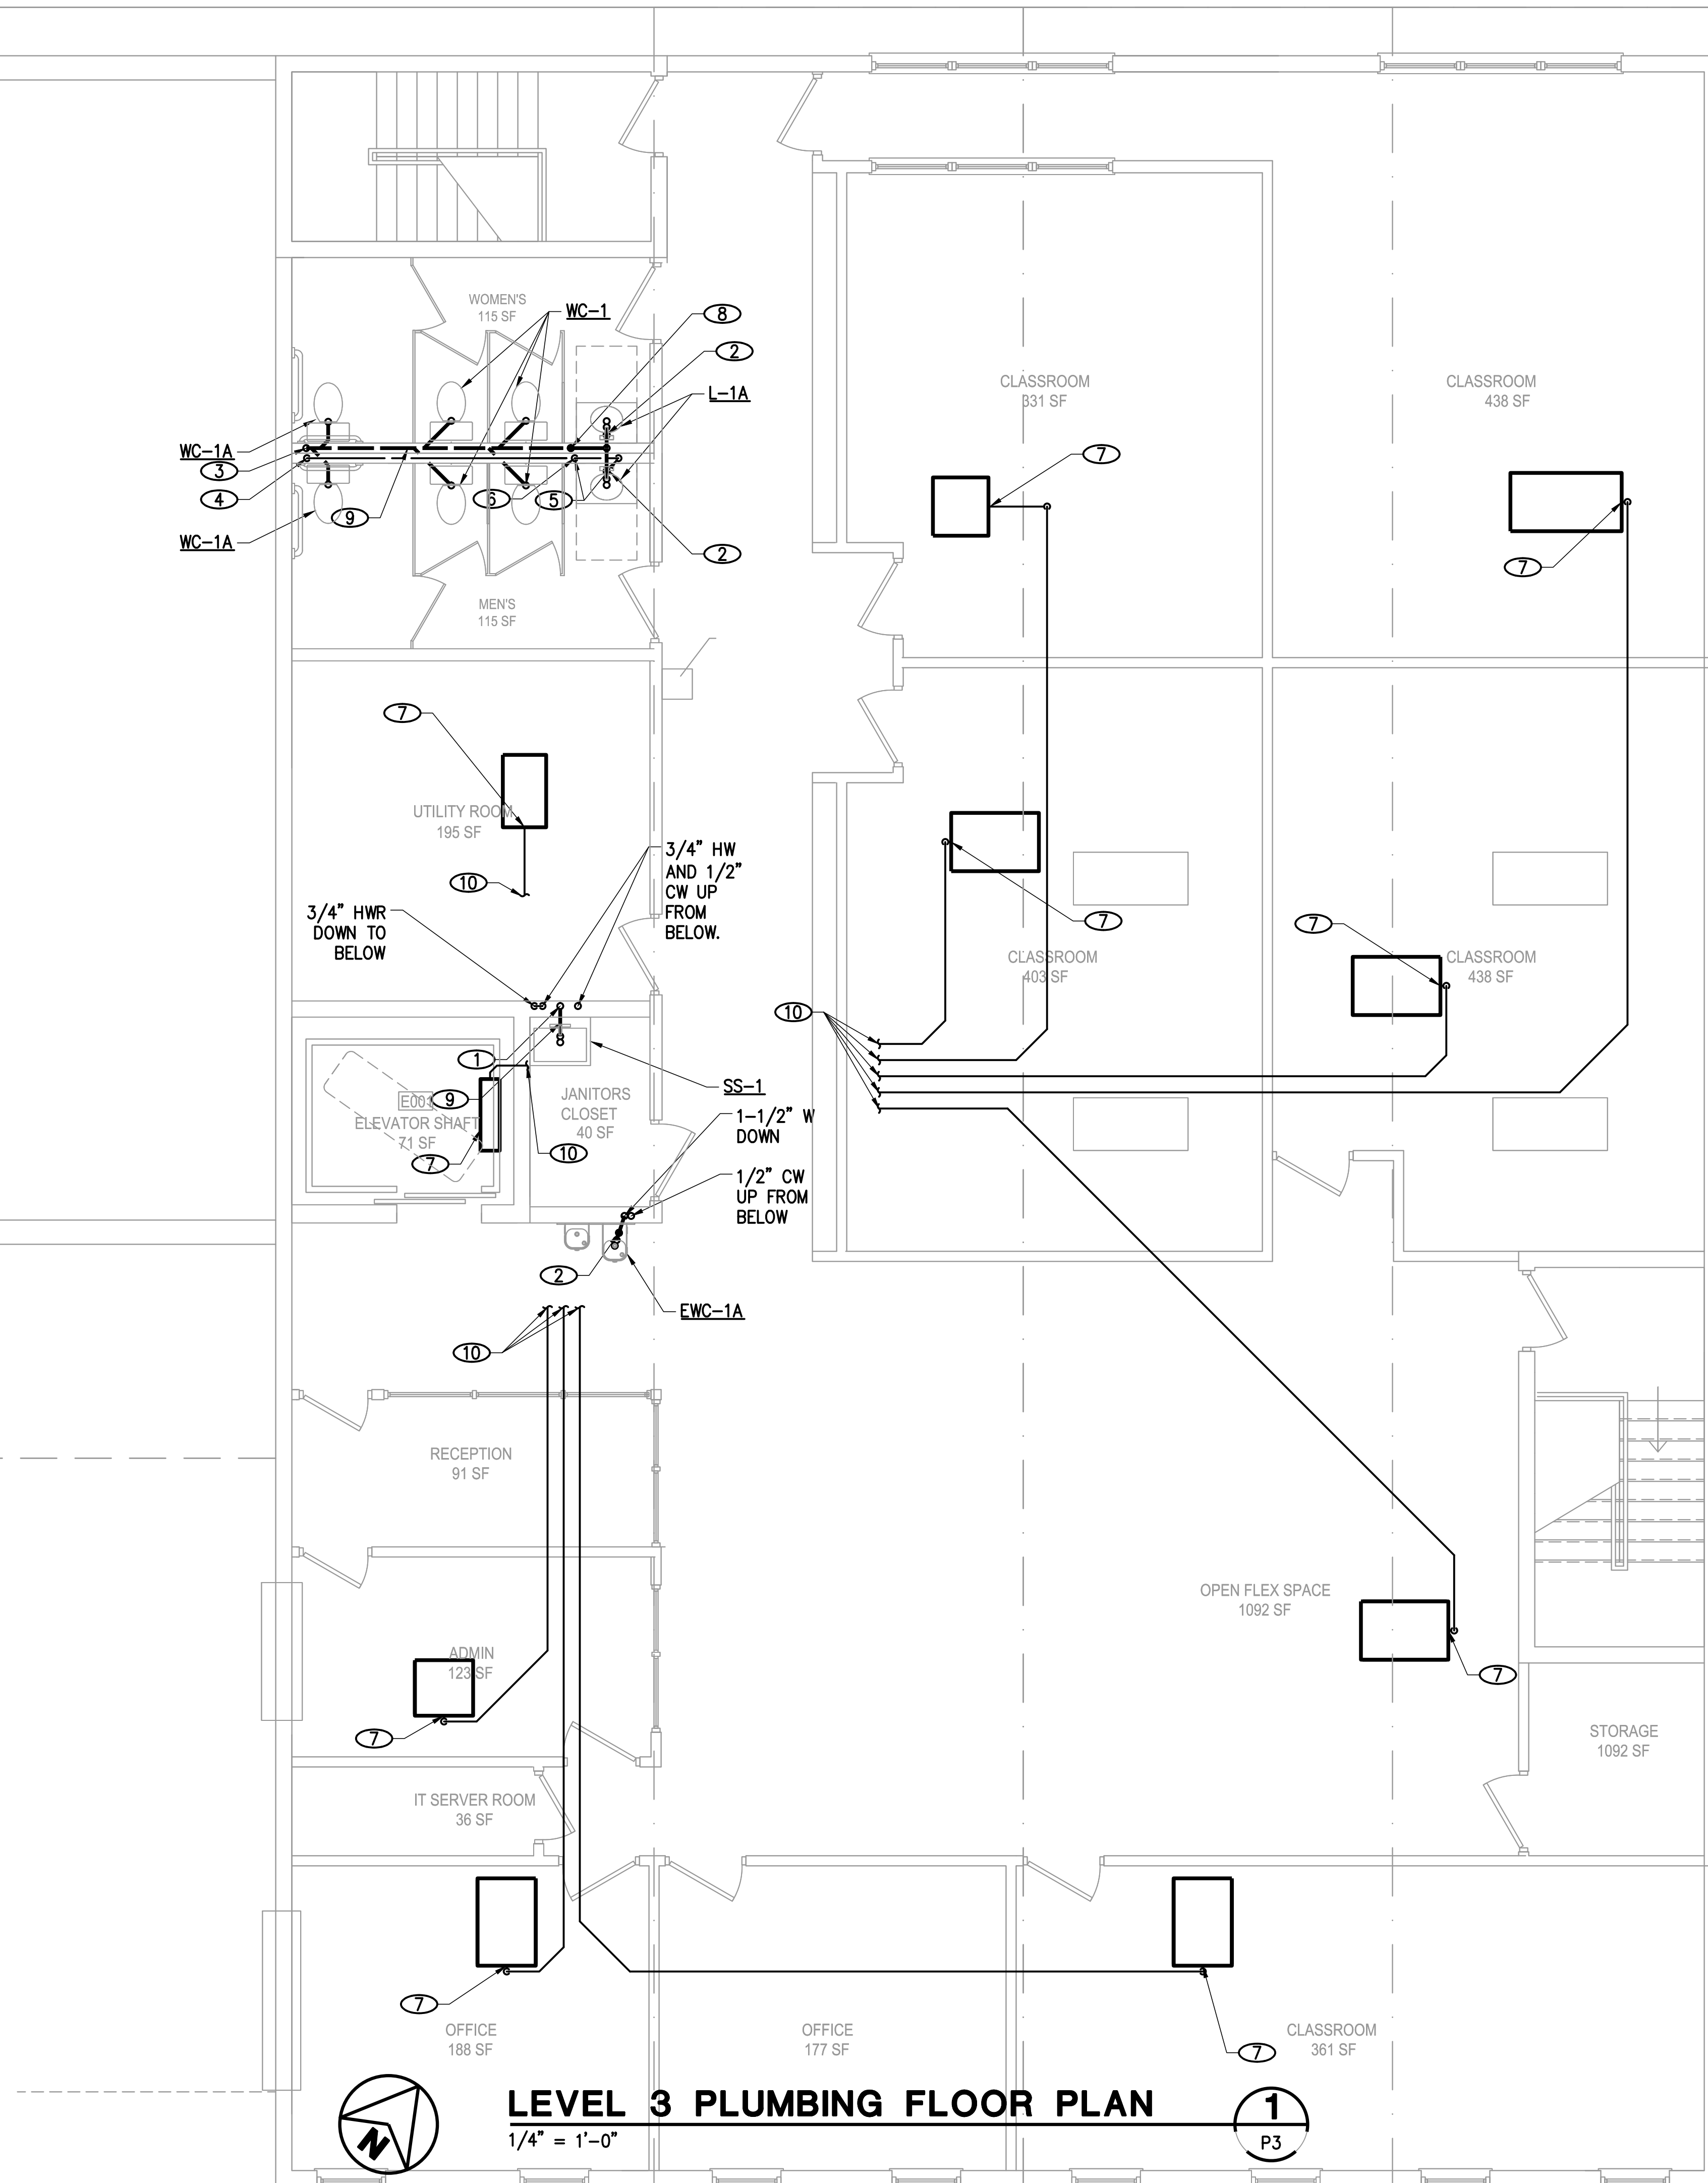 WOMEN'S
115 SF
WC-1
8
2
L-1A
WC-1A
3
4
9
6
5
WC-1A
2
MEN'S
115 SF
CLASSROOM
331 SF
CLASSROOM
438 SF
7
7
7
UTILITY ROOM
195 SF
10
3/4" HW
AND 1/2"
CW UP
FROM
BELOW.
3/4" HWR
DOWN TO
BELOW
7
CLASSROOM
403 SF
7
CLASSROOM
438 SF
10
1
9
SS-1
JANITORS
CLOSET
40 SF
ELEVATOR SHAFT
71 SF
7
10
1-1/2" W
DOWN
1/2" CW
UP FROM
BELOW
2
EWC-1A
10
RECEPTION
91 SF
OPEN FLEX SPACE
1092 SF
7
ADMIN
123 SF
7
STORAGE
1092 SF
IT SERVER ROOM
36 SF
7
OFFICE
188 SF
OFFICE
177 SF
7
CLASSROOM
361 SF
N
LEVEL 3 PLUMBING FLOOR PLAN
1/4" = 1'-0"
1
P3